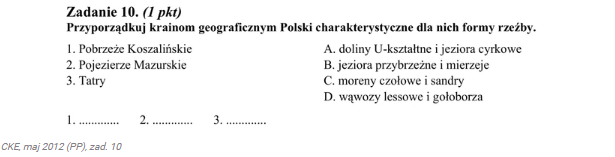 Zadanie 10. (1 pkt)
Przyporządkuj krainom geograficznym Polski charakterystyczne dla nich formy rzeźby.
1. Pobrzeże Koszalińskie A. doliny U-kształtne i jeziora cyrkowe
2. Pojezierze Mazurskie B. jeziora przybrzeżne i mierzeje
3. Tatry C. moreny czołowe i sandry
D. wąwozy lessowe i gołoborza
1. ............. 2. ............. 3. .............
CKE, maj 2012 (PP), zad. 10